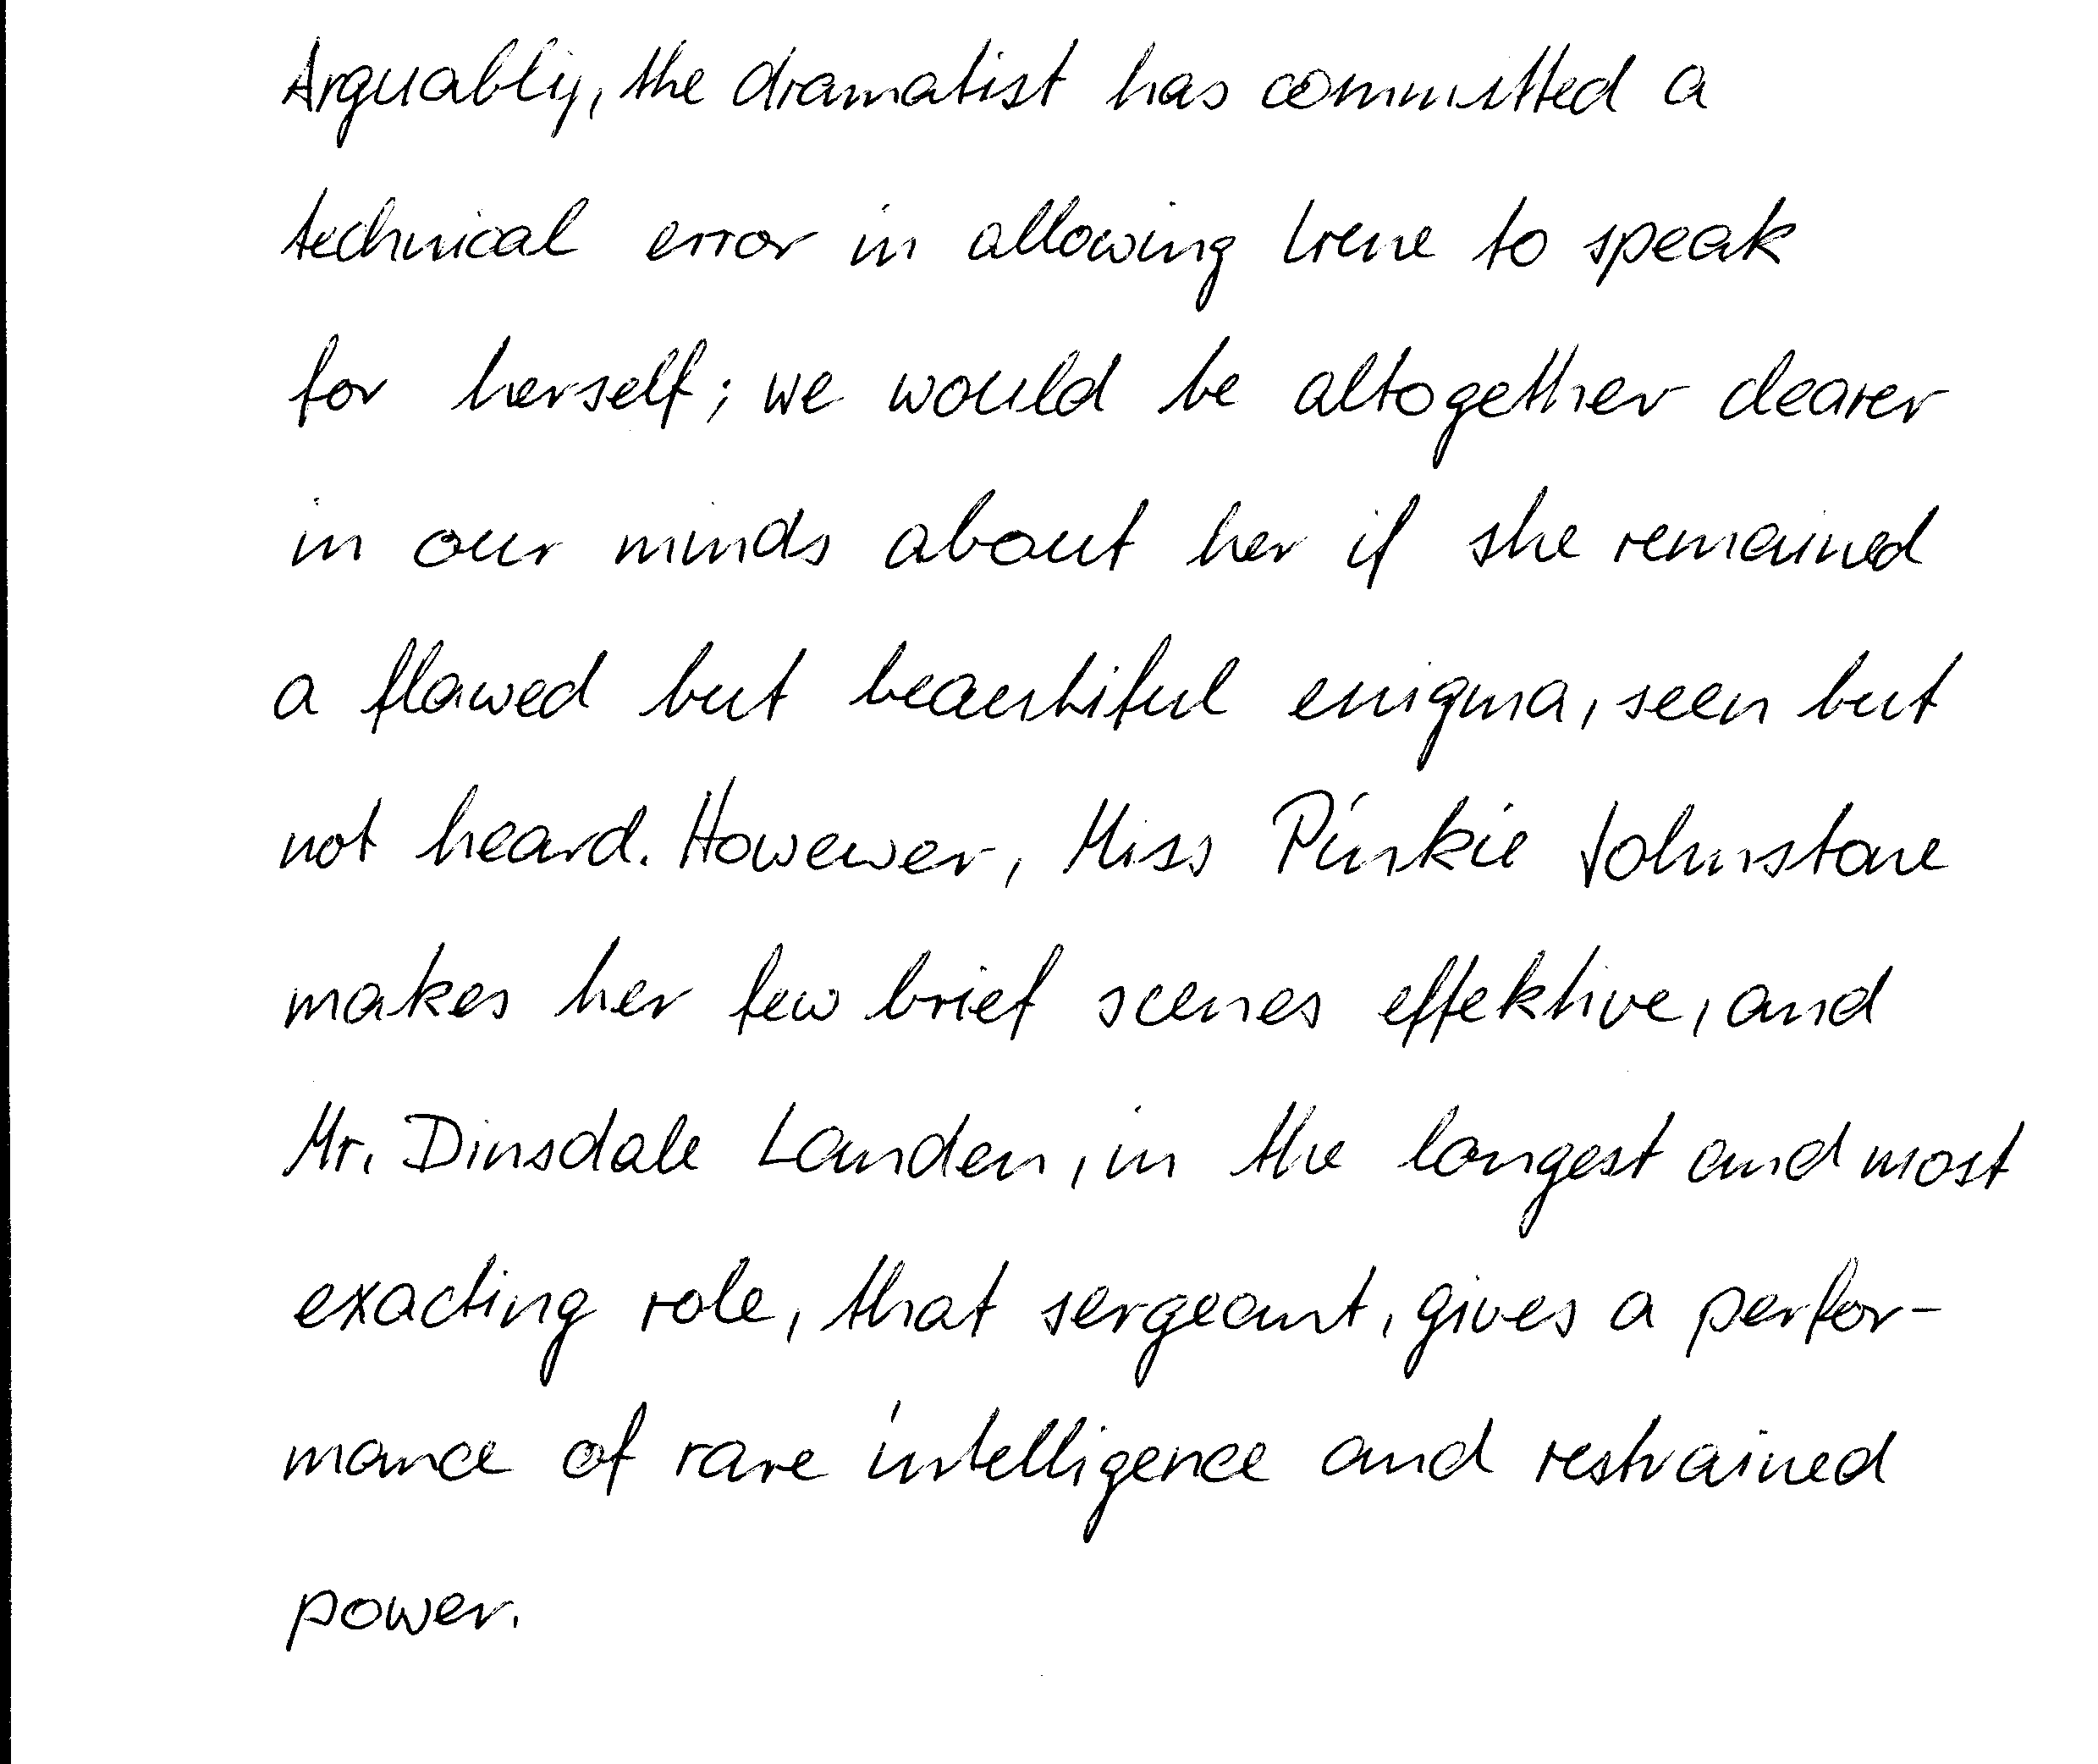 Arguably, the dramatist has committed a
technical error in allowing Irene to speak
for herself; we would be altogether clearer
in our minds about her if she remained
a flawed but beautiful enigma, seen but
not heard. Howewer, Miss Pinkie Johnstone
makes her few brief scenes effektive, and
Mr. Dinsdale Landen, in the longest and most
exacting role, that sergeant, gives a perfor-
mance of rare intelligence and restrained
power.